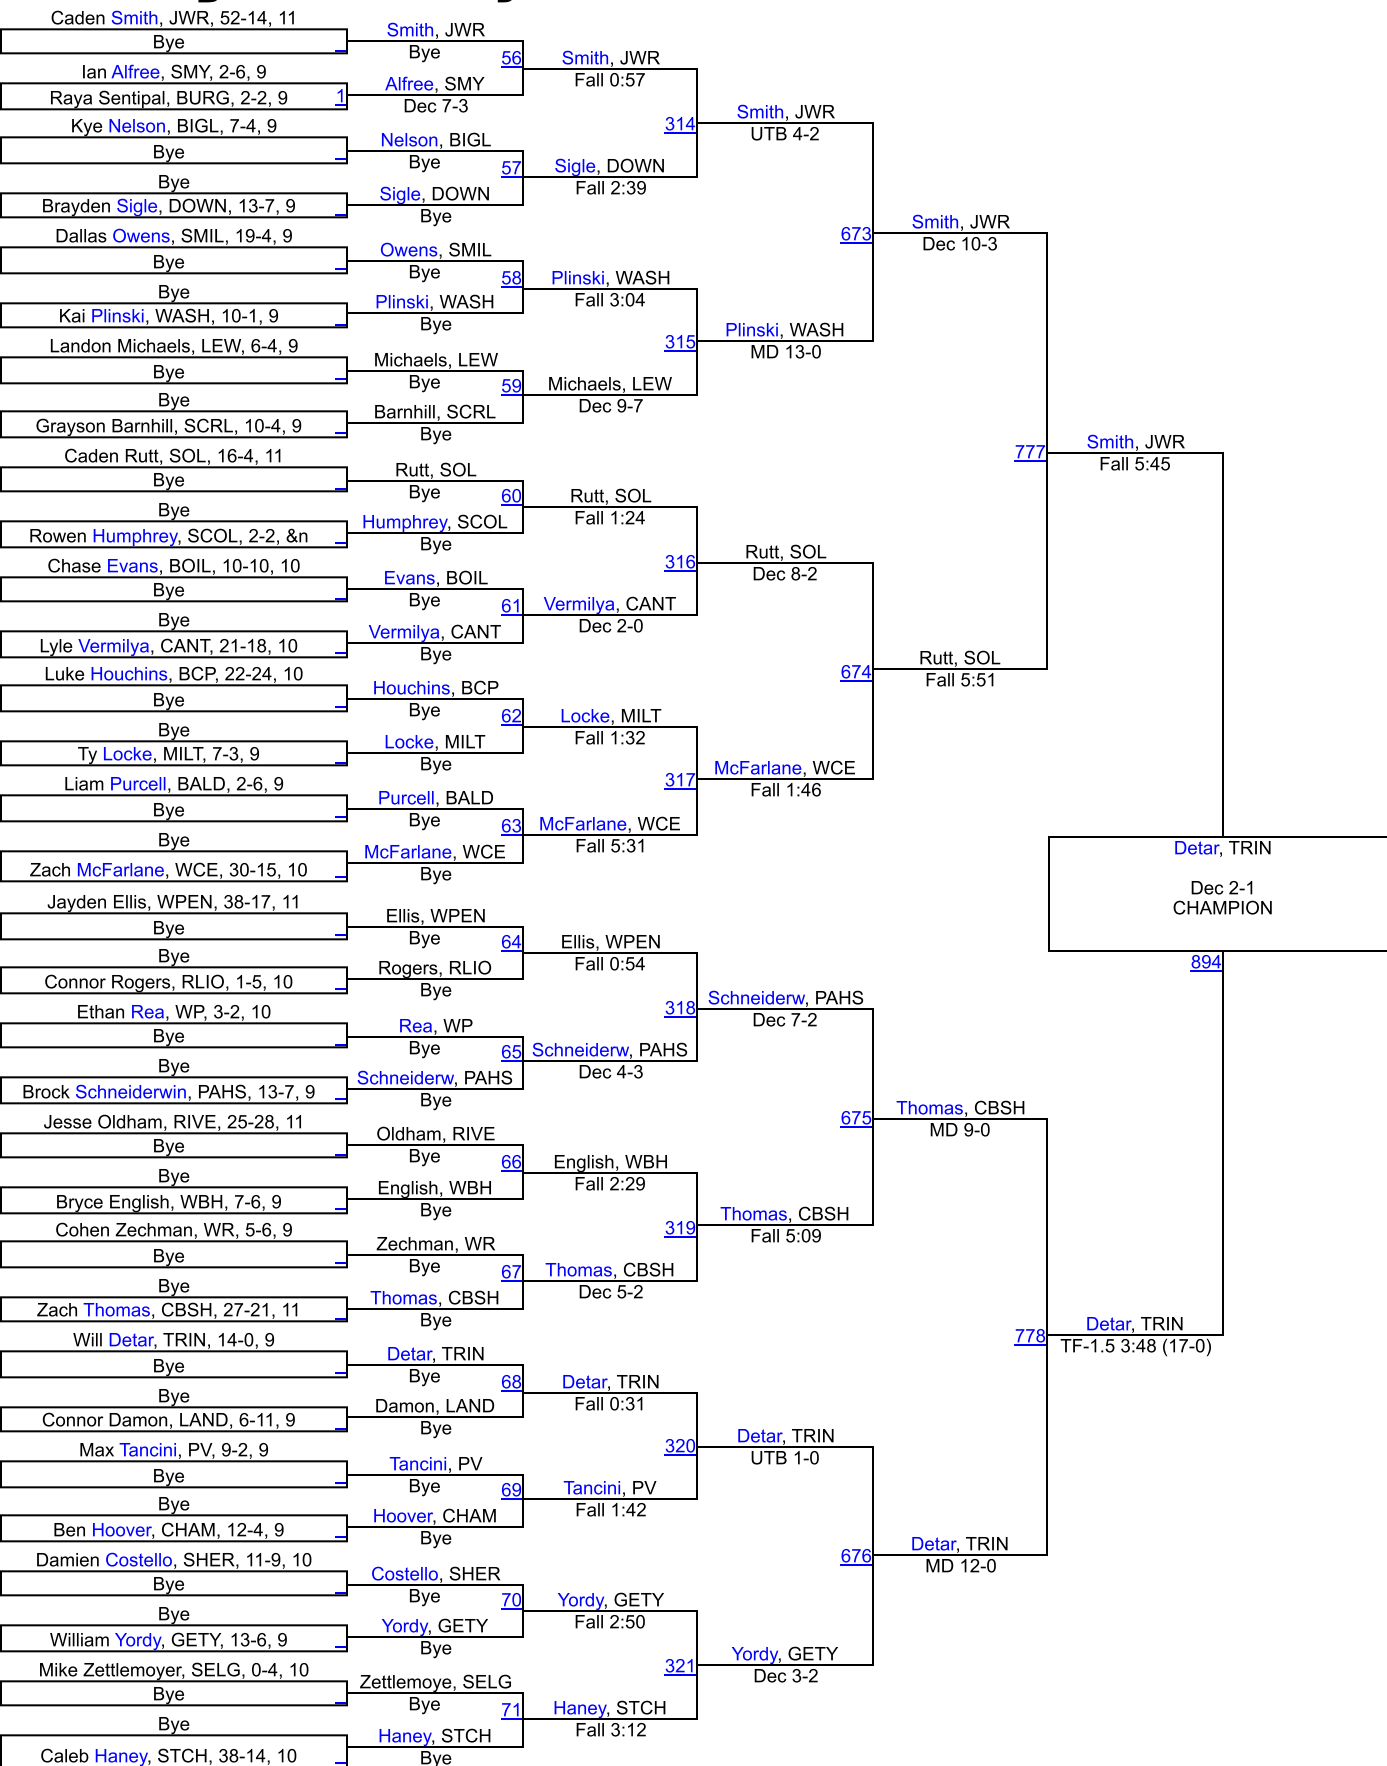 Caden Smith, JWR, 52-14, 11
Bye
Ian Alfree, SMY, 2-6, 9
Raya Sentipal, BURG, 2-2, 9
1
Kye Nelson, BIGL, 7-4, 9
Bye
Bye
Brayden Sigle, DOWN, 13-7, 9
Dallas Owens, SMIL, 19-4, 9
Bye
Bye
Kai Plinski, WASH, 10-1, 9
Landon Michaels, LEW, 6-4, 9
Bye
Bye
Grayson Barnhill, SCRL, 10-4, 9
Caden Rutt, SOL, 16-4, 11
Bye
Bye
Rowen Humphrey, SCOL, 2-2, &n
Chase Evans, BOIL, 10-10, 10
Bye
Bye
Lyle Vermilya, CANT, 21-18, 10
Luke Houchins, BCP, 22-24, 10
Bye
Bye
Ty Locke, MILT, 7-3, 9
Liam Purcell, BALD, 2-6, 9
Bye
Bye
Zach McFarlane, WCE, 30-15, 10
Jayden Ellis, WPEN, 38-17, 11
Bye
Bye
Connor Rogers, RLIO, 1-5, 10
Ethan Rea, WP, 3-2, 10
Bye
Bye
Brock Schneiderwin, PAHS, 13-7, 9
Jesse Oldham, RIVE, 25-28, 11
Bye
Bye
Bryce English, WBH, 7-6, 9
Cohen Zechman, WR, 5-6, 9
Bye
Bye
Zach Thomas, CBSH, 27-21, 11
Will Detar, TRIN, 14-0, 9
Bye
Bye
Connor Damon, LAND, 6-11, 9
Max Tancini, PV, 9-2, 9
Bye
Bye
Ben Hoover, CHAM, 12-4, 9
Damien Costello, SHER, 11-9, 10
Bye
Bye
William Yordy, GETY, 13-6, 9
Mike Zettlemoyer, SELG, 0-4, 10
Bye
Bye
Caleb Haney, STCH, 38-14, 10
Smith, JWR
Bye
56
Alfree, SMY
Dec 7-3
Nelson, BIGL
Bye
57
Sigle, DOWN
Bye
Owens, SMIL
Bye
58
Plinski, WASH
Bye
Michaels, LEW
Bye
59
Barnhill, SCRL
Bye
Rutt, SOL
Bye
60
Humphrey, SCOL
Bye
Evans, BOIL
Bye
61
Vermilya, CANT
Bye
Houchins, BCP
Bye
62
Locke, MILT
Bye
Purcell, BALD
Bye
63
McFarlane, WCE
Bye
Ellis, WPEN
Bye
64
Rogers, RLIO
Bye
Rea, WP
Bye
65
Schneiderw, PAHS
Bye
Oldham, RIVE
Bye
66
English, WBH
Bye
Zechman, WR
Bye
67
Thomas, CBSH
Bye
Detar, TRIN
Bye
68
Damon, LAND
Bye
Tancini, PV
Bye
69
Hoover, CHAM
Bye
Costello, SHER
Bye
70
Yordy, GETY
Bye
Zettlemoye, SELG
Bye
71
Haney, STCH
Bye
Smith, JWR
Fall 0:57
314
Sigle, DOWN
Fall 2:39
Plinski, WASH
Fall 3:04
315
Michaels, LEW
Dec 9-7
Rutt, SOL
Fall 1:24
316
Vermilya, CANT
Dec 2-0
Locke, MILT
Fall 1:32
317
McFarlane, WCE
Fall 5:31
Ellis, WPEN
Fall 0:54
318
Schneiderw, PAHS
Dec 4-3
English, WBH
Fall 2:29
319
Thomas, CBSH
Dec 5-2
Detar, TRIN
Fall 0:31
320
Tancini, PV
Fall 1:42
Yordy, GETY
Fall 2:50
321
Haney, STCH
Fall 3:12
Smith, JWR
UTB 4-2
673
Plinski, WASH
MD 13-0
Rutt, SOL
Dec 8-2
674
McFarlane, WCE
Fall 1:46
Schneiderw, PAHS
Dec 7-2
675
Thomas, CBSH
Fall 5:09
Detar, TRIN
UTB 1-0
676
Yordy, GETY
Dec 3-2
Smith, JWR
Dec 10-3
777
Rutt, SOL
Fall 5:51
Thomas, CBSH
MD 9-0
778
Detar, TRIN
MD 12-0
Smith, JWR
Fall 5:45
Detar, TRIN
TF-1.5 3:48 (17-0)
Detar, TRIN
Dec 2-1
CHAMPION
894